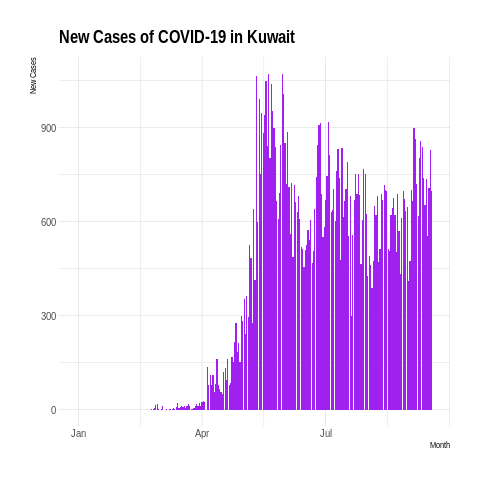 New Cases of COVID-19 in Kuwait
New Cases
900
600
300
0
Jan Apr Jul
Month